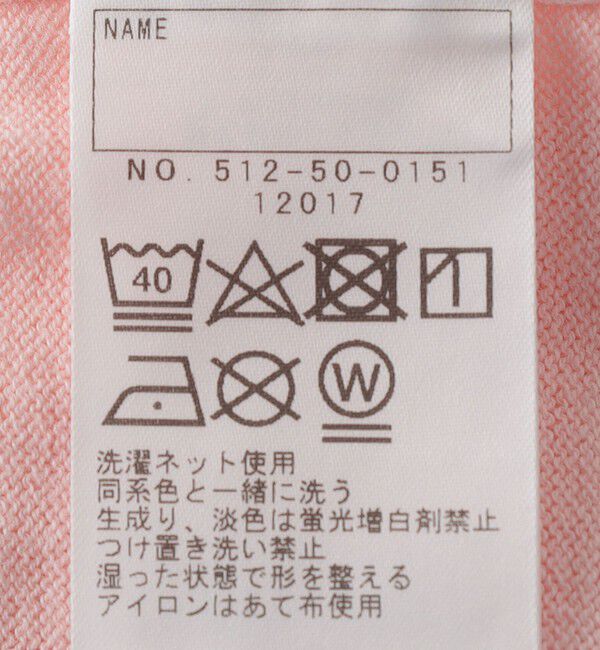 NAME
NO. 512-50-0151
12017
40
W
洗濯ネット使用
同系色と一緒に洗う
生成り、淡色は蛍光増白剤禁止
つけ置き洗い禁止
湿った状態で形を整える
アイロンはあて布使用